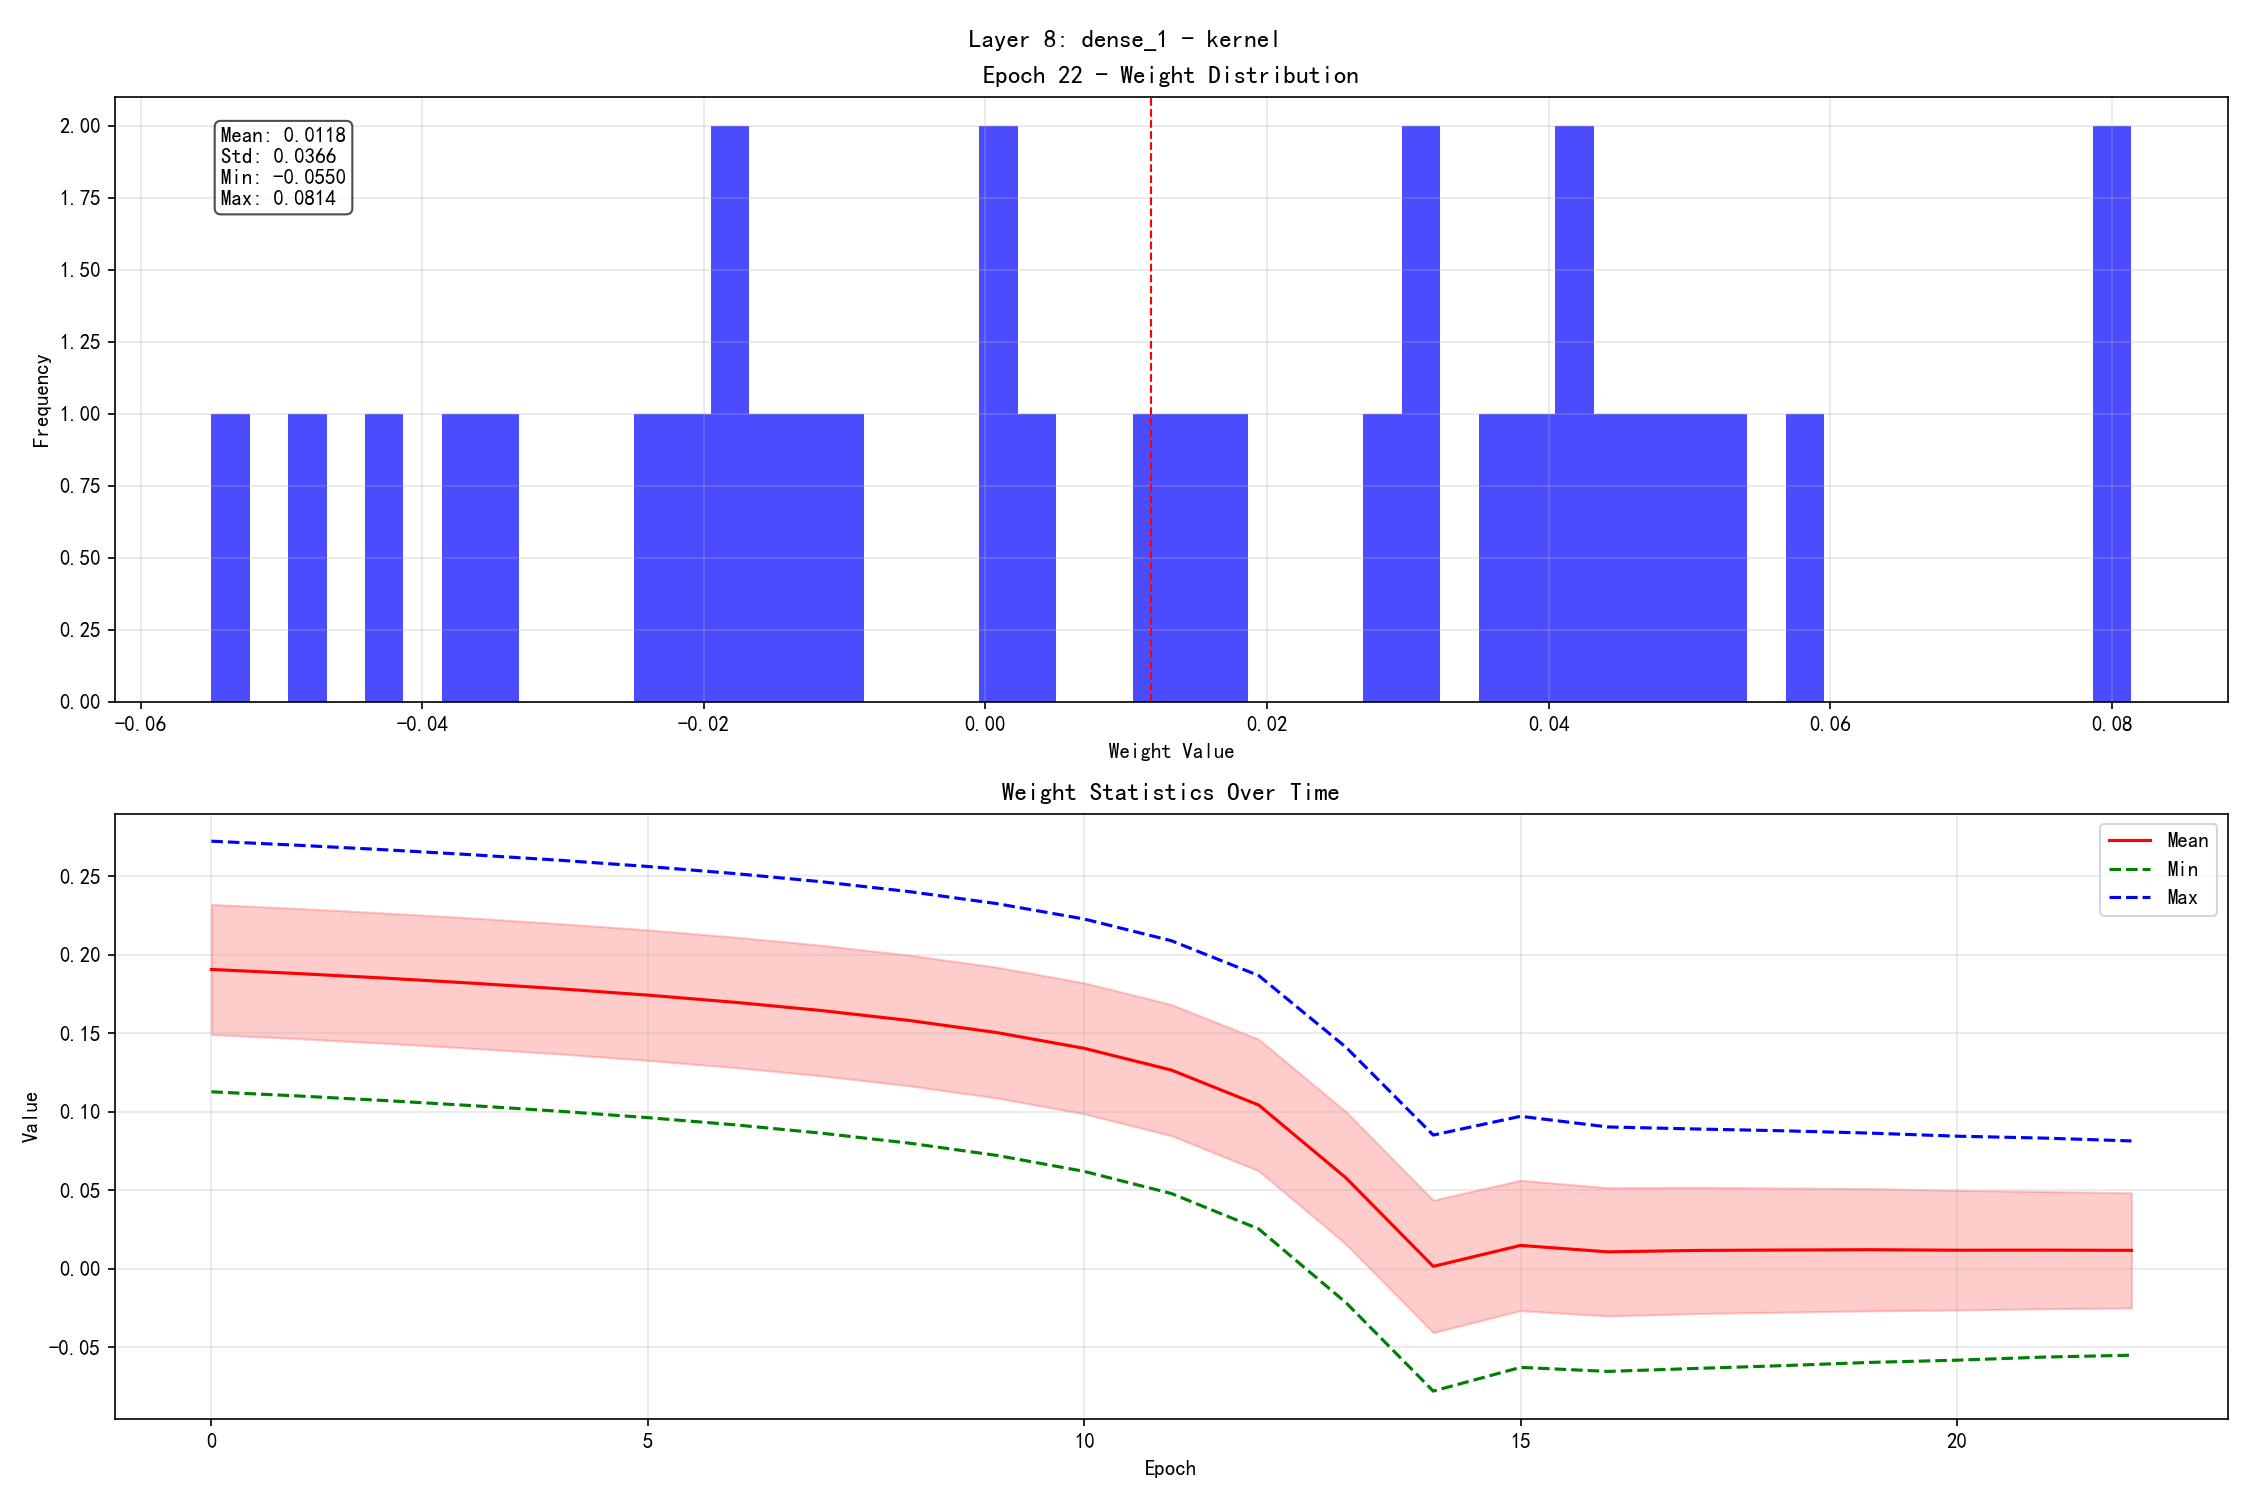 Layer 8: dense_1 - kernel
Epoch 22 - Weight Distribution
Mean: 0.0118
Std: 0.0366
Min: -0.0550
Max: 0.0814
Frequency
2.00
1.75
1.50
1.25
1.00
0.75
0.50
0.25
0.00
-0.06 -0.04 -0.02 0.00 0.02 0.04 0.06 0.08
Weight Value
Weight Statistics Over Time
Mean
Min
Max
Value
0.25
0.20
0.15
0.10
0.05
0.00
-0.05
0 5 10 15 20
Epoch